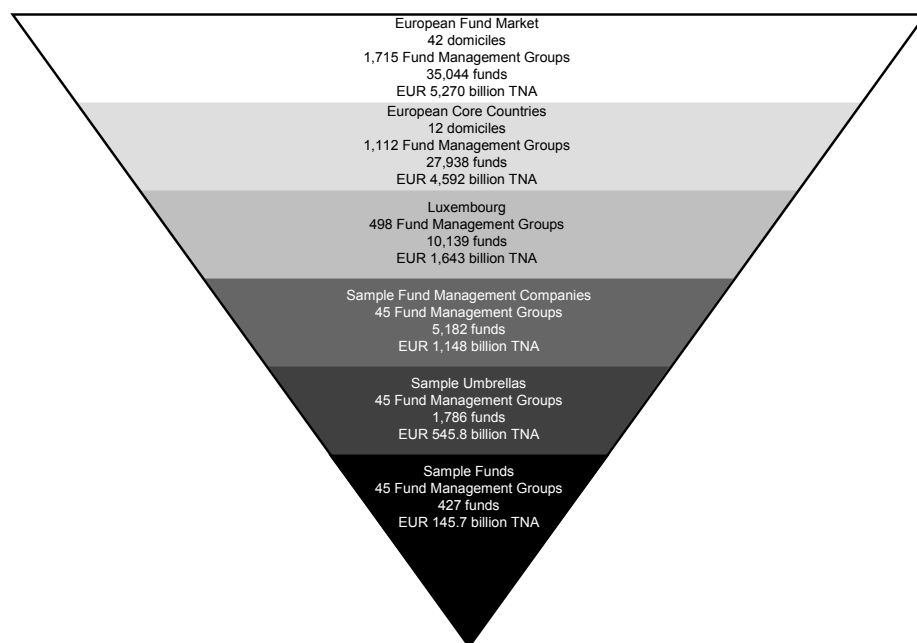 European Fund Market
42 domiciles
1,715 Fund Management Groups
35,044 funds
EUR 5,270 billion TNA
European Core Countries
12 domiciles
1,112 Fund Management Groups
27,938 funds
EUR 4,592 billion TNA
Luxembourg
498 Fund Management Groups
10,139 funds
EUR 1,643 billion TNA
Sample Fund Management Companies
45 Fund Management Groups
5,182 funds
EUR 1,148 billion TNA
Sample Umbrellas
45 Fund Management Groups
1,786 funds
EUR 545.8 billion TNA
Sample Funds
45 Fund Management Groups
427 funds
EUR 145.7 billion TNA